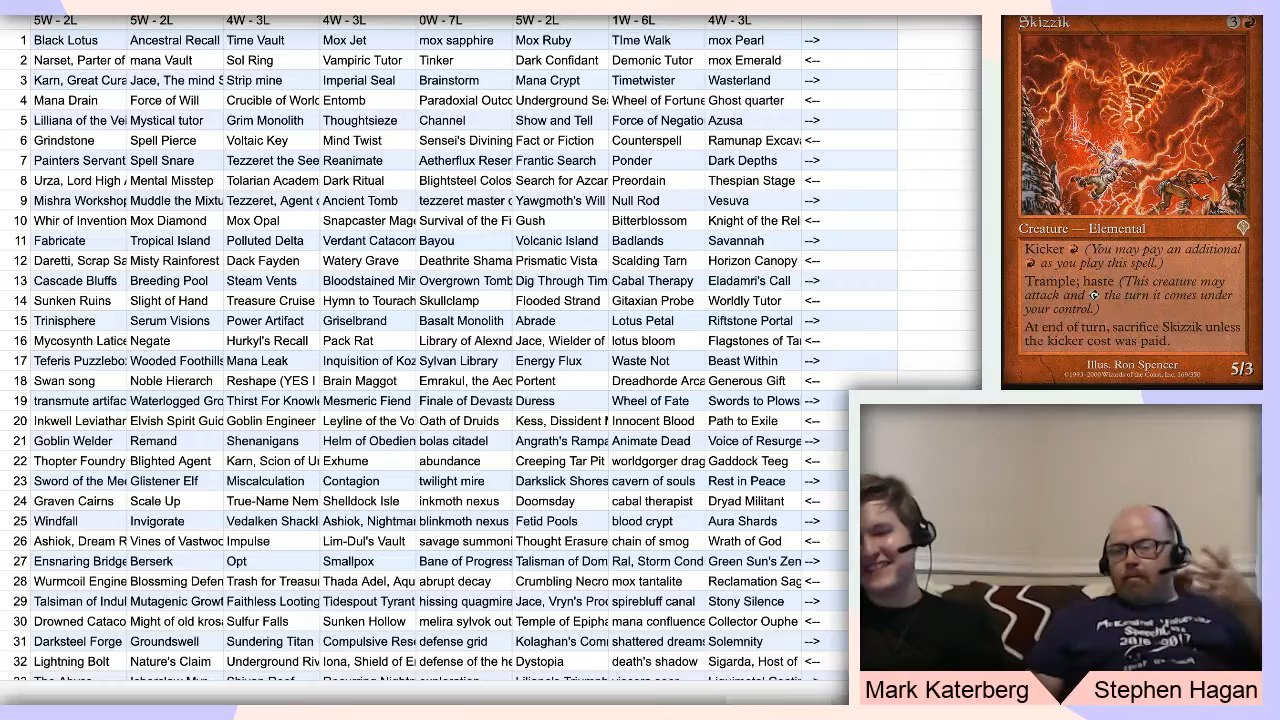 5W - 2L 5W - 2L 4W - 3L 4W - 3L 0W - 7L 5W - 2L 1W - 6L 4W - 3L
1 Black Lotus Ancestral Recall Time Vault Mox Jet mox sapphire Mox Ruby TIme Walk mox Pearl -->
2 Narset, Parter of mana Vault Sol Ring Vampiric Tutor Tinker Dark Confidant Demonic Tutor mox Emerald <--
3 Karn, Great Cura Jace, The mind S Strip mine Imperial Seal Brainstorm Mana Crypt Timetwister Wasterland -->
4 Mana Drain Force of Will Crucible of Worlc Entomb Paradoxial Outco Underground Sea Wheel of Fortune Ghost quarter <--
5 Lilliana of the Vei Mystical tutor Grim Monolith Thoughtsieze Channel Show and Tell Force of Negatio Azusa -->
6 Grindstone Spell Pierce Voltaic Key Mind Twist Sensei's Divining Fact or Fiction Counterspell Ramunap Excava <--
7 Painters Servant Spell Snare Tezzeret the See Reanimate Aetherflux Reser Frantic Search Ponder Dark Depths -->
8 Urza, Lord High A Mental Misstep Tolarian Academ Dark Ritual Blightsteel Colos Search for Azcar Preordain Thespian Stage <--
9 Mishra Workshop Muddle the Mixtu Tezzeret, Agent o Ancient Tomb tezzeret master o Yawgmoth's Will Null Rod Vesuva -->
10 Whir of Invention Mox Diamond Mox Opal Snapcaster Mage Survival of the Fi Gush Bitterblossom Knight of the Rel <--
11 Fabricate Tropical Island Polluted Delta Verdant Catacom Bayou Volcanic Island Badlands Savannah -->
12 Daretti, Scrap Sa Misty Rainforest Dack Fayden Watery Grave Deathrite Shama Prismatic Vista Scalding Tarn Horizon Canopy <--
13 Cascade Bluffs Breeding Pool Steam Vents Bloodstained Mir Overgrown Tomb Dig Through Tim Cabal Therapy Eladamri's Call -->
14 Sunken Ruins Slight of Hand Treasure Cruise Hymn to Tourach Skullclamp Flooded Strand Gitaxian Probe Worldly Tutor <--
15 Trinisphere Serum Visions Power Artifact Griselbrand Basalt Monolith Abrade Lotus Petal Riftstone Portal -->
16 Mycosynth Lattice Negate Hurkyl's Recall Pack Rat Library of Alexnd Jace, Wielder of lotus bloom Flagstones of Tra <--
17 Teferis Puzzlebo Wooded Foothills Mana Leak Inquisition of Koz Sylvan Library Energy Flux Waste Not Beast Within -->
18 Swan song Noble Hierarch Reshape (YES I Brain Maggot Emrakul, the Aec Portent Dreadhorde Arca Generous Gift <--
19 transmute artifac Waterlogged Gro Thirst For Knowle Mesmeric Fiend Finale of Devasta Duress Wheel of Fate Swords to Plows -->
20 Inkwell Leviathan Elvish Spirit Guid Goblin Engineer Leyline of the Vo Oath of Druids Kess, Dissident M Innocent Blood Path to Exile <--
21 Goblin Welder Remand Shenanigans Helm of Obedien bolas citadel Angrath's Rampa Animate Dead Voice of Resurge -->
22 Thopter Foundry Blighted Agent Karn, Scion of Ur Exhume abundance Creeping Tar Pit worldgorger drag Gaddock Teeg <--
23 Sword of the Mee Glistener Elf Miscalculation Contagion twilight mire Darkslick Shores cavern of souls Rest in Peace -->
24 Graven Cairns Scale Up True-Name Nem Shelldock Isle inkmoth nexus Doomsday cabal therapist Dryad Militant <--
25 Windfall Invigorate Vedalken Shackl Ashiok, Nightmar blinkmoth nexus Fetid Pools blood crypt Aura Shards -->
26 Ashiok, Dream R Vines of Vastwoo Impulse Lim-Dul's Vault savage summoni Thought Erasure chain of smog Wrath of God <--
27 Ensnaring Bridge Berserk Opt Smallpox Bane of Progress Talisman of Dom Ral, Storm Cond Green Sun's Zen -->
28 Wurmcoil Engine Blossming Defen Trash for Treasur Thada Adel, Aqu abrupt decay Crumbling Necro mox tantalite Reclamation Sag <--
29 Talsiman of Indul Mutagenic Growt Faithless Looting Tidespout Tyrant hissing quagmire Jace, Vryn's Proc spirebluff canal Stony Silence -->
30 Drowned Cataco Might of old krosa Sulfur Falls Sunken Hollow melira sylvok out Temple of Epipha mana confluence Collector Ouphe <--
31 Darksteel Forge Groundswell Sundering Titan Compulsive Rese defense grid Kolaghan's Com shattered dreams Solemnity -->
32 Lightning Bolt Nature's Claim Underground Riv Iona, Shield of E defense of the he Dystopia death's shadow Sigarda, Host of <--
Skizzik 3
Creature — Elemental
Kicker (You may pay an additional
as you play this spell.)
Trample; haste (This creature may
attack and the turn it comes under
your control.)
At end of turn, sacrifice Skizzik unless
the kicker cost was paid.
Illus. Ron Spencer
©1993-2000 Wizards of the Coast, Inc. 169/350
5/3
2016 2017
Mark Katerberg Stephen Hagan